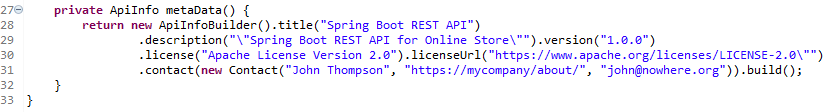 27 private ApiInfo metaData() {
28 return new ApiInfoBuilder().title("Spring Boot REST API")
29 .description("\"Spring Boot REST API for Online Store\"").version("1.0.0")
30 .license("Apache License Version 2.0").licenseUrl("https://www.apache.org/licenses/LICENSE-2.0\"")
31 .contact(new Contact("John Thompson", "https://mycompany/about/", "john@nowhere.org")).build();
32 }
33 }